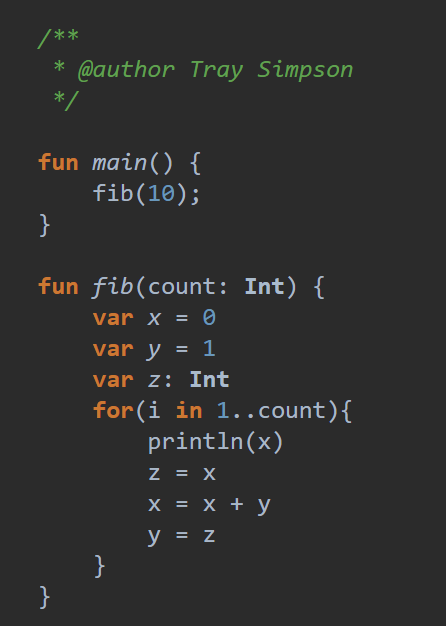 /**
 * @author Tray Simpson
 */

fun main() {
    fib(10);
}

fun fib(count: Int) {
    var x = 0
    var y = 1
    var z: Int
    for(i in 1..count){
        println(x)
        z = x
        x = x + y
        y = z
    }
}